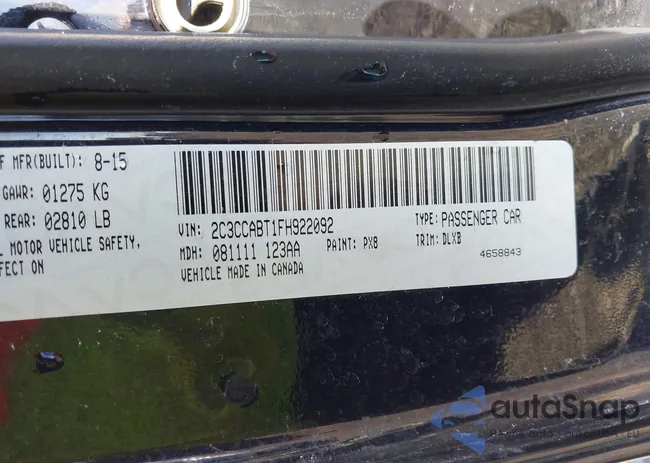 F MFR(BUILT): 8-15
GAWR: 01275 KG
REAR: 02810 LB
L MOTOR VEHICLE SAFETY,
FECT ON
VIN: 2C3CCABT1FH922092
TYPE: PASSENGER CAR
MDH: 081111 123AA PAINT: PX8 TRIM: DLXB
VEHICLE MADE IN CANADA
4658843
autoSnap